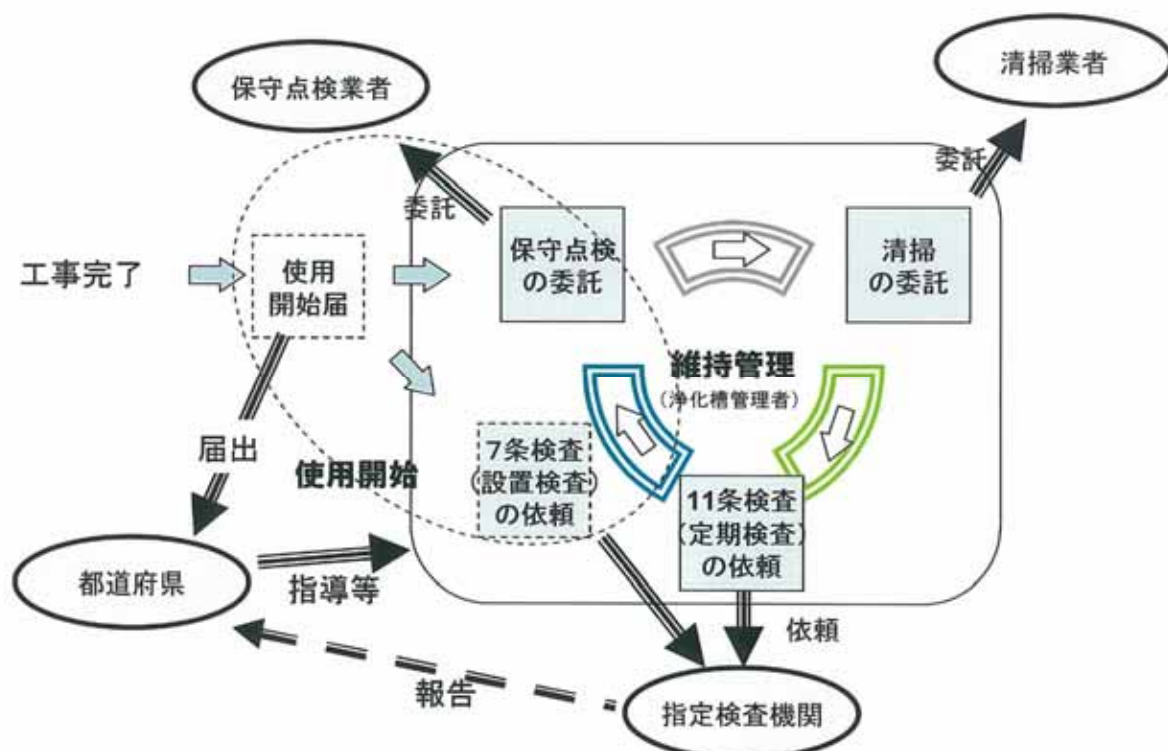 保守点検業者
清掃業者
委託
委託
工事完了
使用
開始届
保守点検
の委託
清掃
の委託
維持管理
(浄化槽管理者)
届出
使用開始
7条検査
(設置検査)
の依頼
11条検査
(定期検査)
の依頼
都道府県
指導等
依頼
報告
指定検査機関